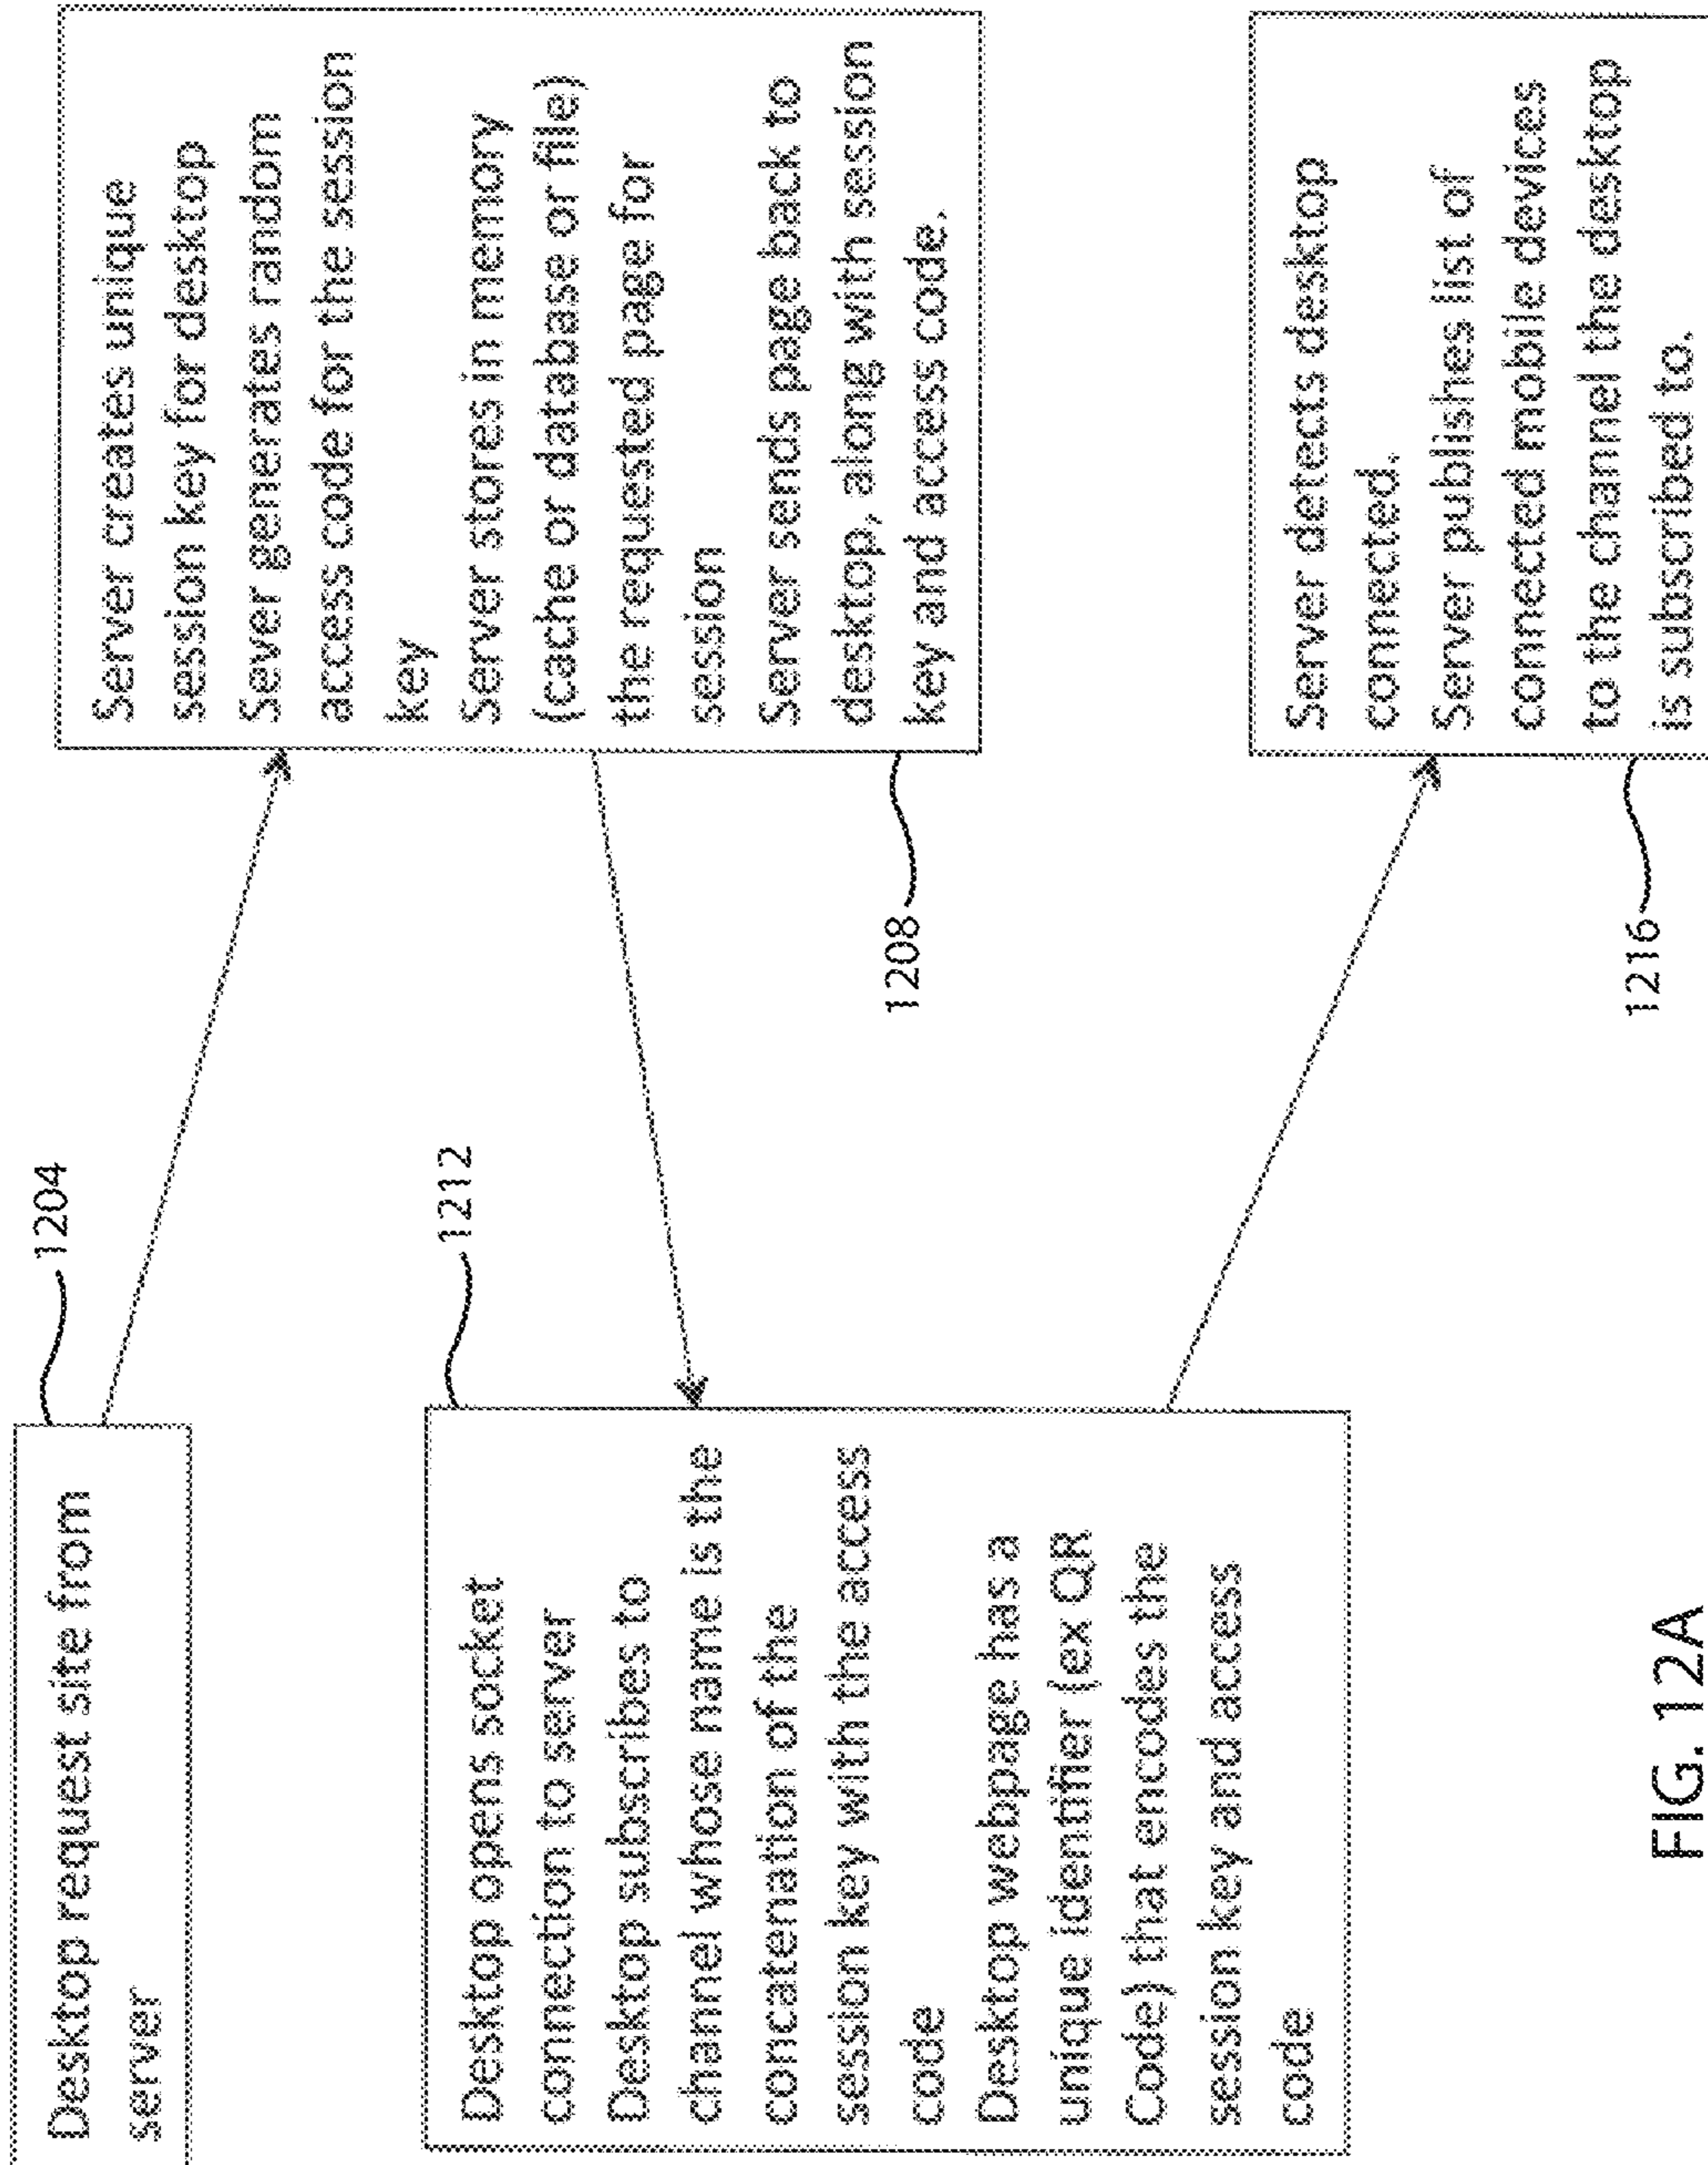 Desktop request site from
server
1204
Server creates unique
session key for desktop
Sever generates random
access code for the session
key
Server stores in memory
(cache or database or file)
the requested page for
session
Server sends page back to
desktop, along with session
key and access code.
1208
Desktop opens socket
connection to server
Desktop subscribes to
channel whose name is the
concatenation of the
session key with the access
code
Desktop webpage has a
unique identifier (ex QR
Code) that encodes the
session key and access
code
1212
Server detects desktop
connected.
Server publishes list of
connected mobile devices
to the channel the desktop
is subscribed to.
1216
FIG. 12A